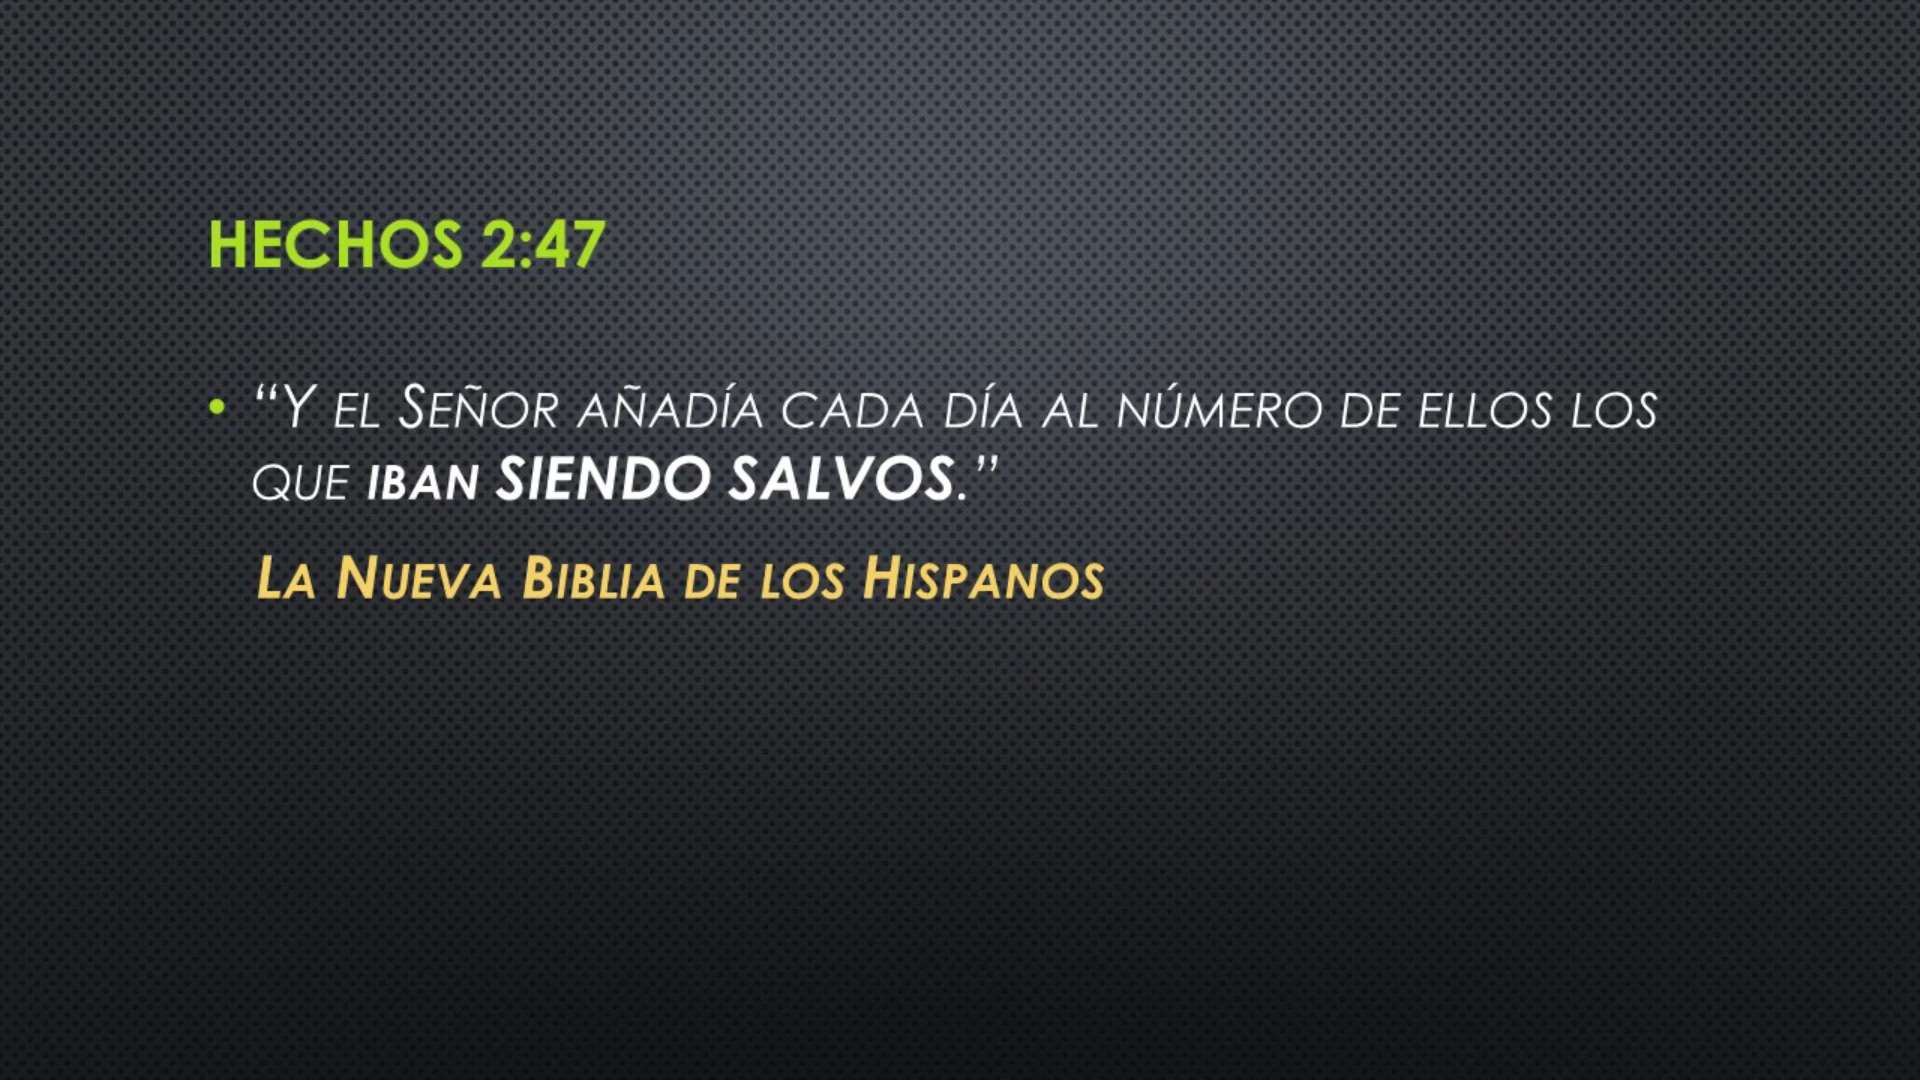 HECHOS 2:47
• “Y EL SEÑOR AÑADÍA CADA DÍA AL NÚMERO DE ELLOS LOS
QUE IBAN SIENDO SALVOS.”
LA NUEVA BIBLIA DE LOS HISPANOS